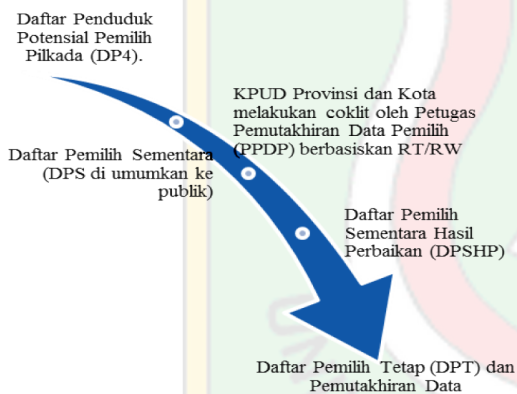 Daftar Penduduk
Potensial Pemilih
Pilkada (DP4).
KPUD Provinsi dan Kota
melakukan coklit oleh Petugas
Pemutakhiran Data Pemilih
(PPDP) berbasiskan RT/RW
Daftar Pemilih Sementara
(DPS di umumkan ke
publik)
Daftar Pemilih
Sementara Hasil
Perbaikan (DPSHP)
Daftar Pemilih Tetap (DPT) dan
Pemutakhiran Data